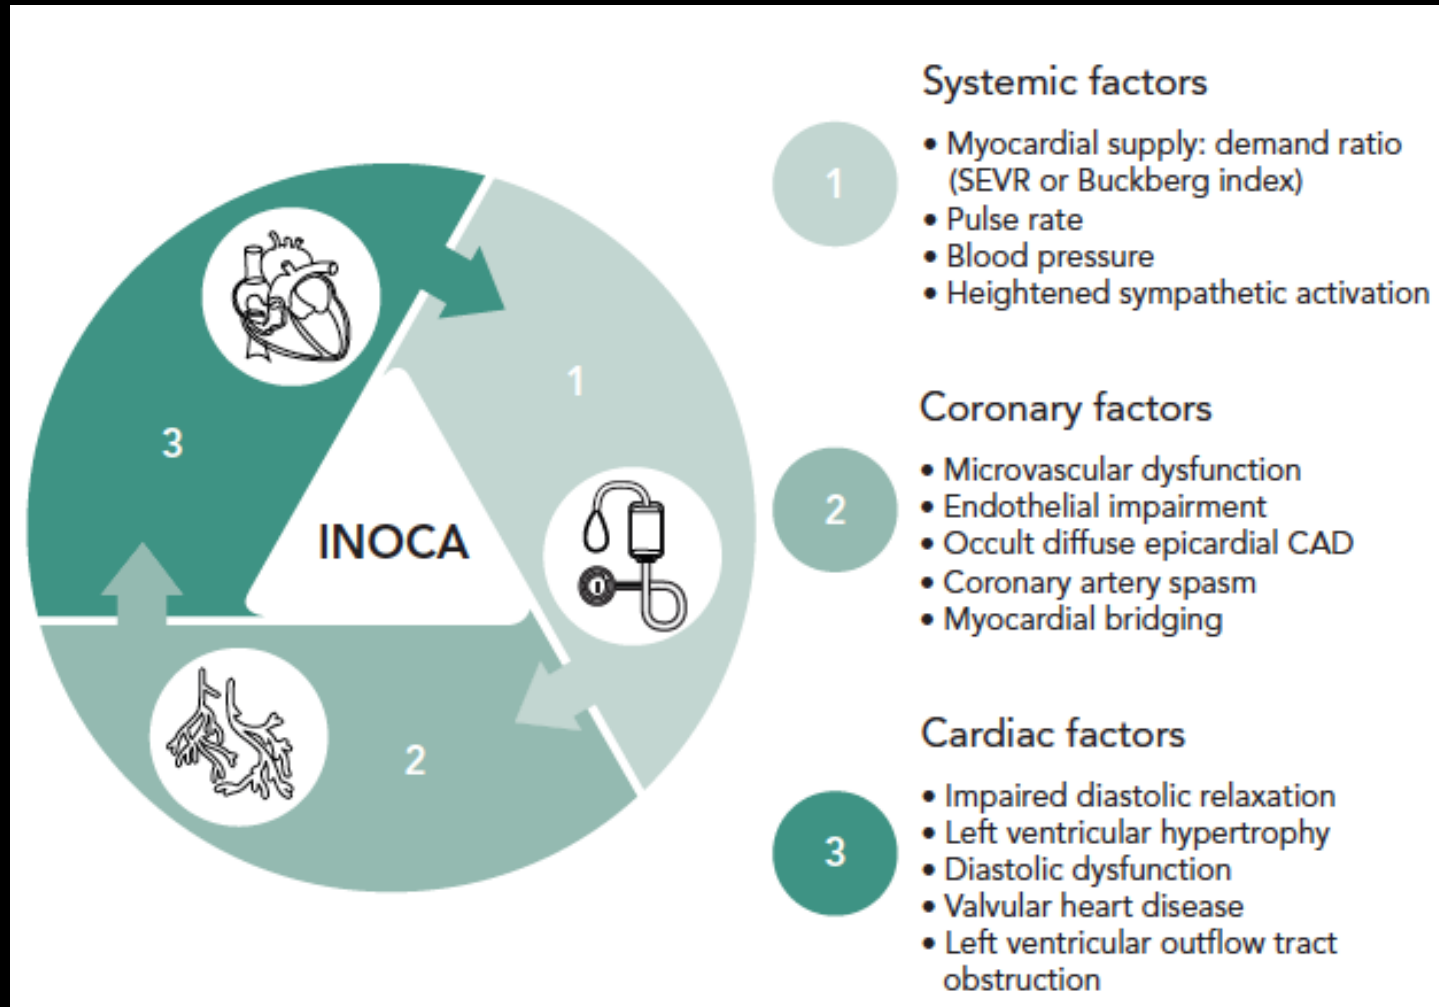 Systemic factors
1
• Myocardial supply: demand ratio
(SEVR or Buckberg index)
• Pulse rate
• Blood pressure
• Heightened sympathetic activation
Coronary factors
2
• Microvascular dysfunction
• Endothelial impairment
• Occult diffuse epicardial CAD
• Coronary artery spasm
• Myocardial bridging
Cardiac factors
3
• Impaired diastolic relaxation
• Left ventricular hypertrophy
• Diastolic dysfunction
• Valvular heart disease
• Left ventricular outflow tract
obstruction
1
3
INOCA
2